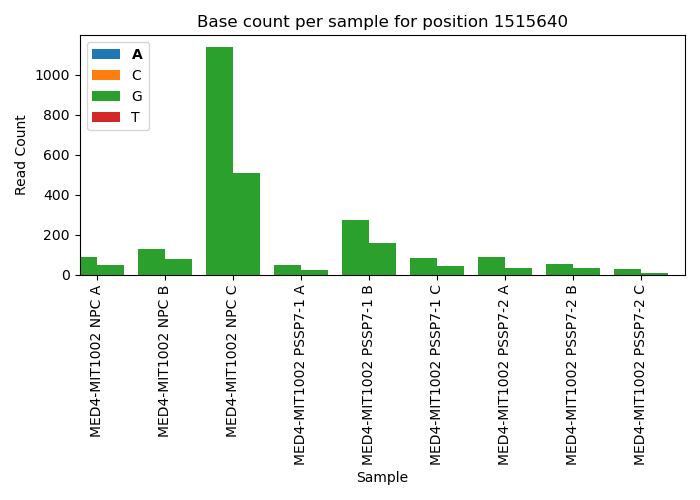 Base count per sample for position 1515640
Read Count
1000
800
600
400
200
0
A
C
G
T
MED4-MIT1002 NPC A
MED4-MIT1002 NPC B
MED4-MIT1002 NPC C
MED4-MIT1002 PSSP7-1 A
MED4-MIT1002 PSSP7-1 B
MED4-MIT1002 PSSP7-1 C
MED4-MIT1002 PSSP7-2 A
MED4-MIT1002 PSSP7-2 B
MED4-MIT1002 PSSP7-2 C
Sample